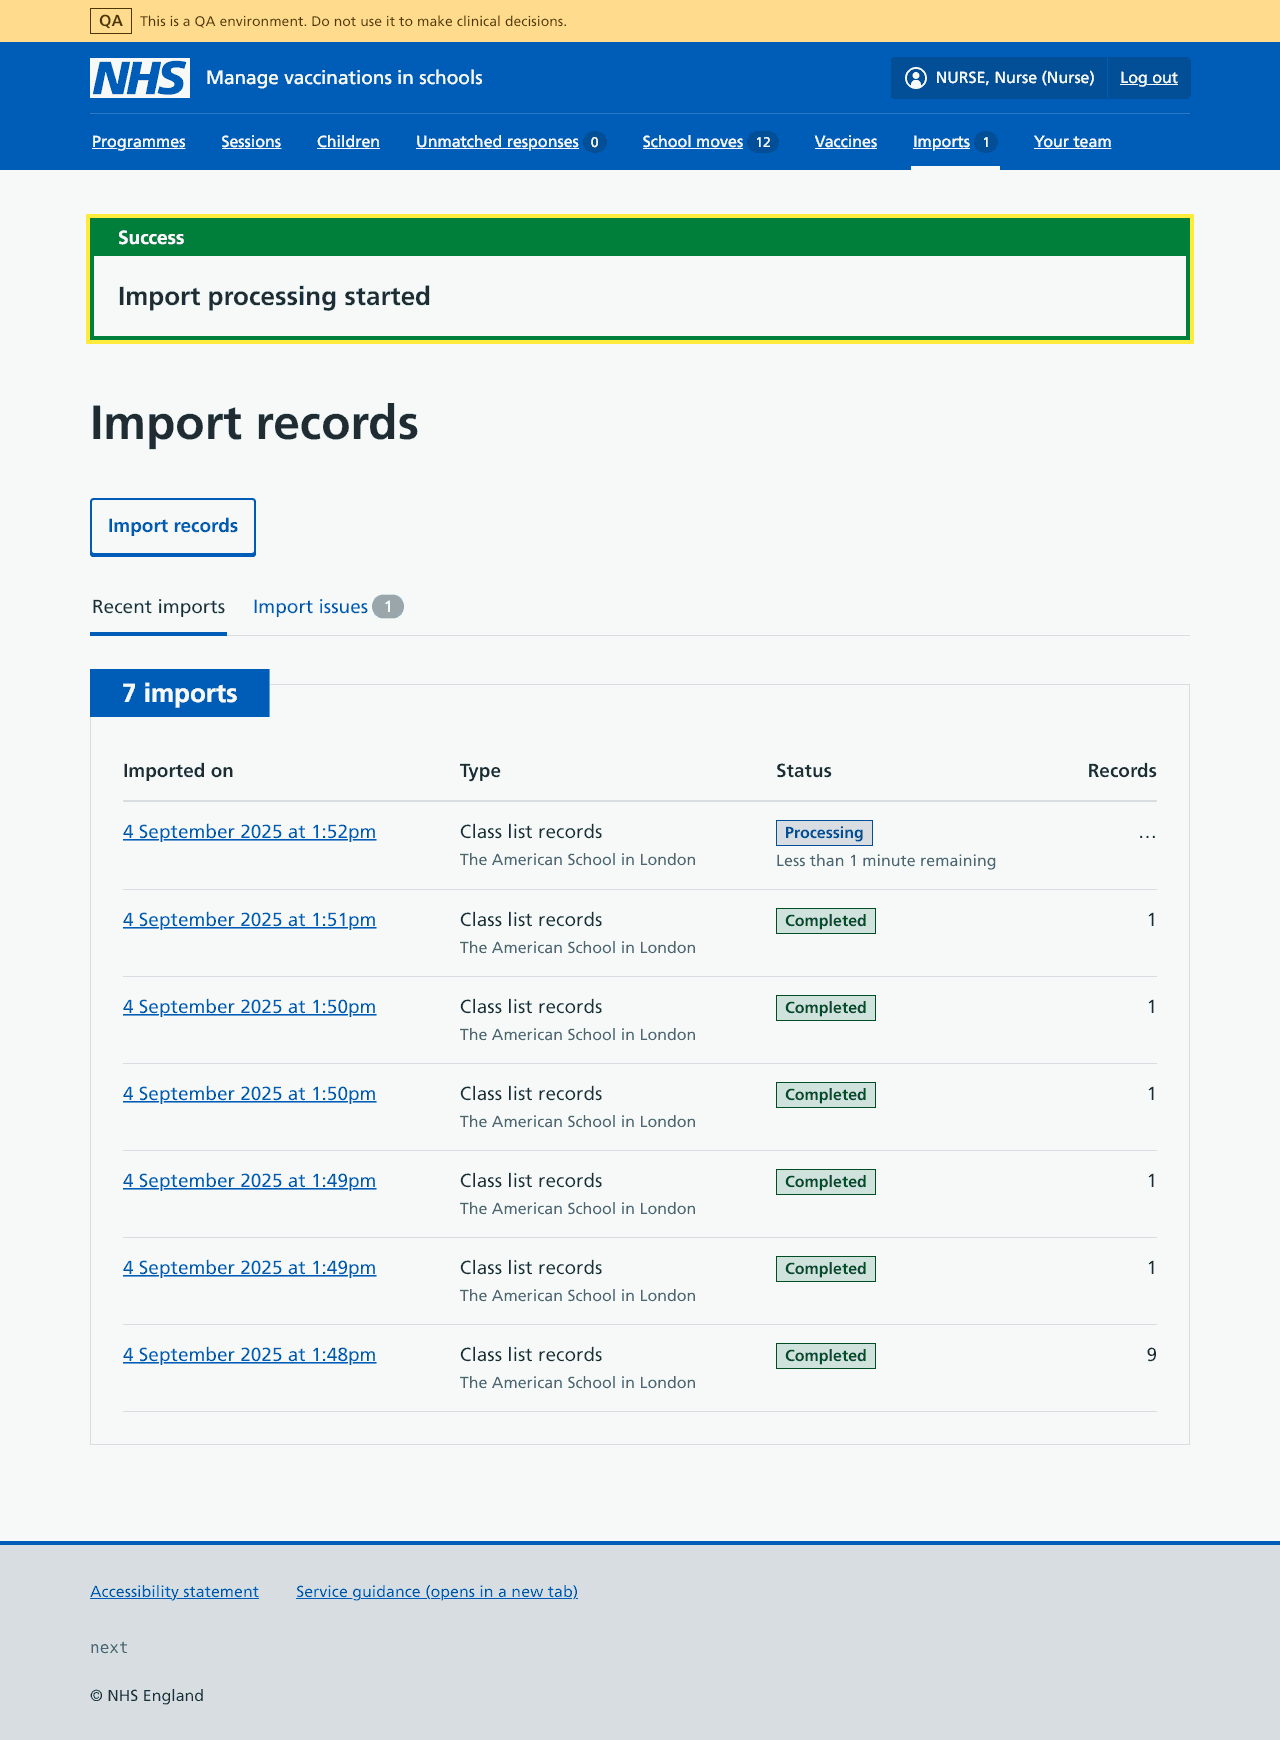 QA This is a QA environment. Do not use it to make clinical decisions.
NHS Manage vaccinations in schools NURSE, Nurse (Nurse) Log out
Programmes Sessions Children Unmatched responses 0 School moves 12 Vaccines Imports 1 Your team
Success
Import processing started
Import records
Import records
Recent imports Import issues 1
7 imports
Imported on Type Status Records
4 September 2025 at 1:52pm Class list records Processing ...
The American School in London Less than 1 minute remaining
4 September 2025 at 1:51pm Class list records Completed 1
The American School in London
4 September 2025 at 1:50pm Class list records Completed 1
The American School in London
4 September 2025 at 1:50pm Class list records Completed 1
The American School in London
4 September 2025 at 1:49pm Class list records Completed 1
The American School in London
4 September 2025 at 1:49pm Class list records Completed 1
The American School in London
4 September 2025 at 1:48pm Class list records Completed 9
The American School in London
Accessibility statement Service guidance (opens in a new tab)
next
© NHS England